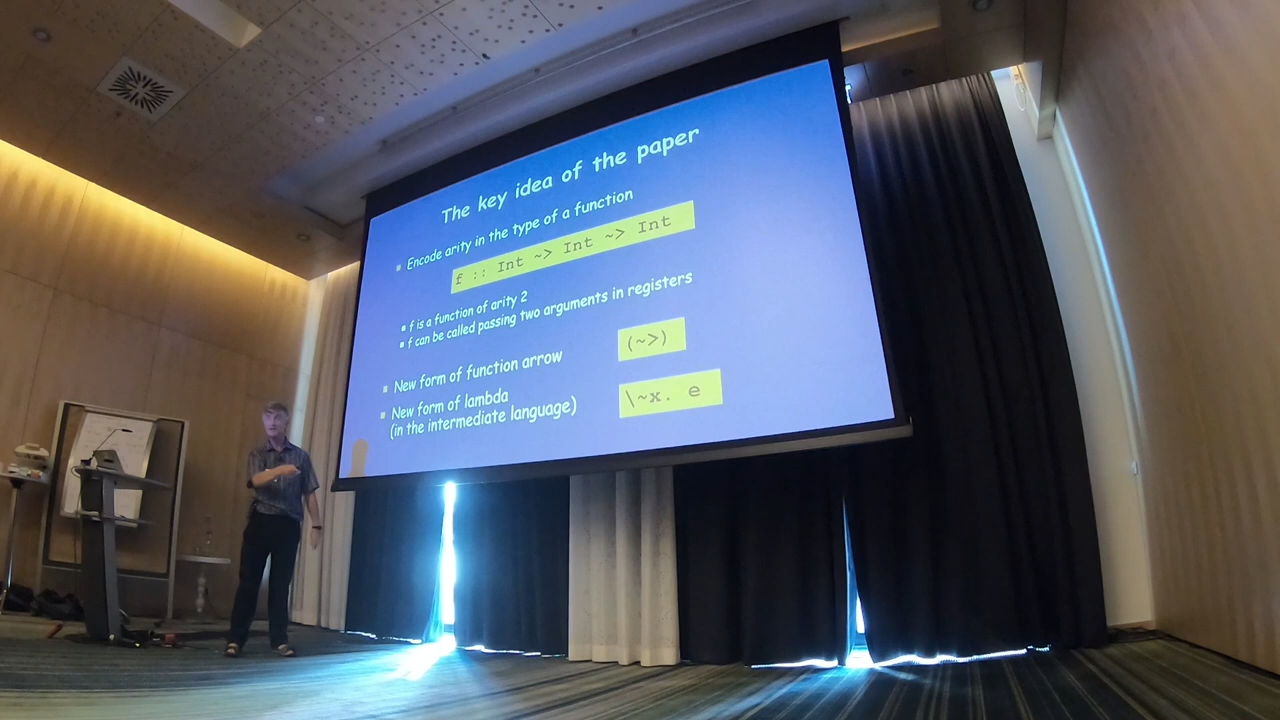 The key idea of the paper
Encode arity in the type of a function
f :: Int ~> Int ~> Int
f is a function of arity 2
f can be called passing two arguments in registers
New form of function arrow
(~>)
New form of lambda
(in the intermediate language)
\~x. e